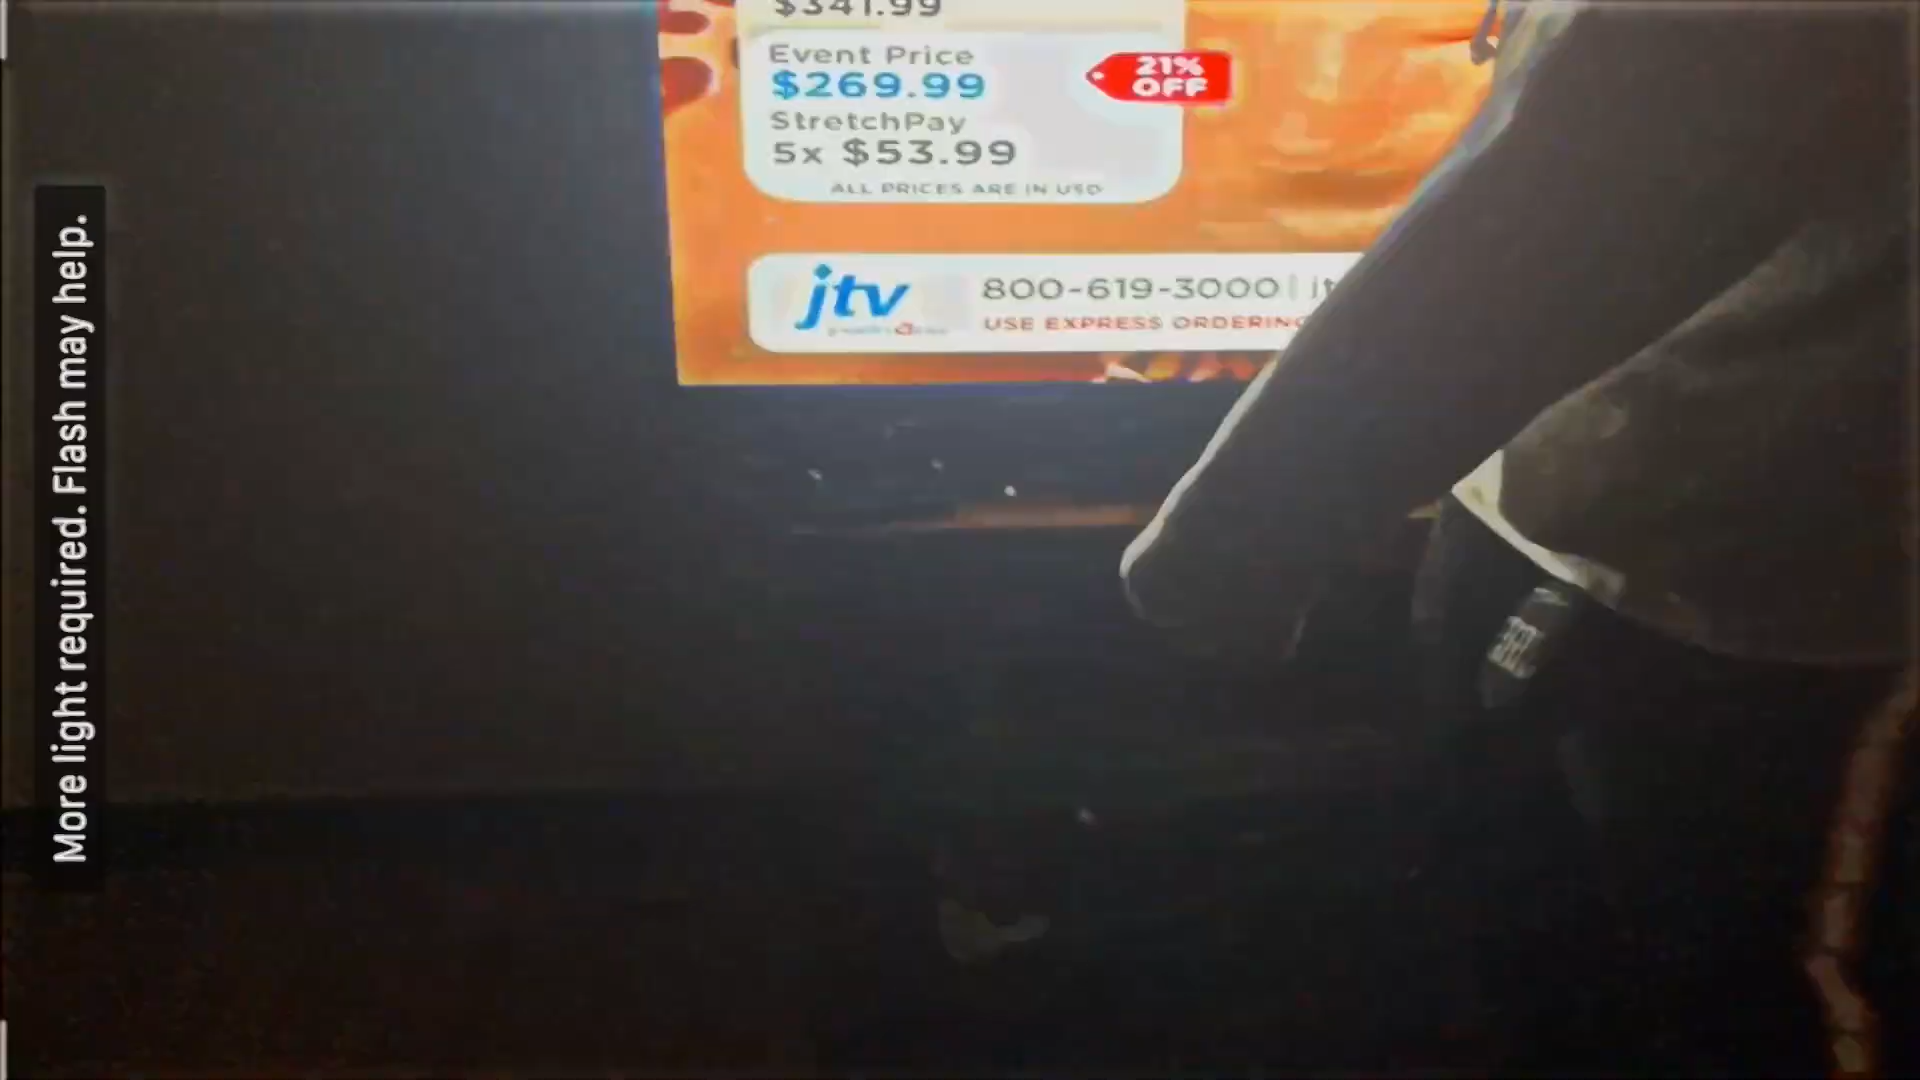 $341.99
Event Price
$269.99
21%
OFF
StretchPay
5x $53.99
ALL PRICES ARE IN USD
jtv
800-619-3000 |
USE EXPRESS ORDERING
More light required. Flash may help.